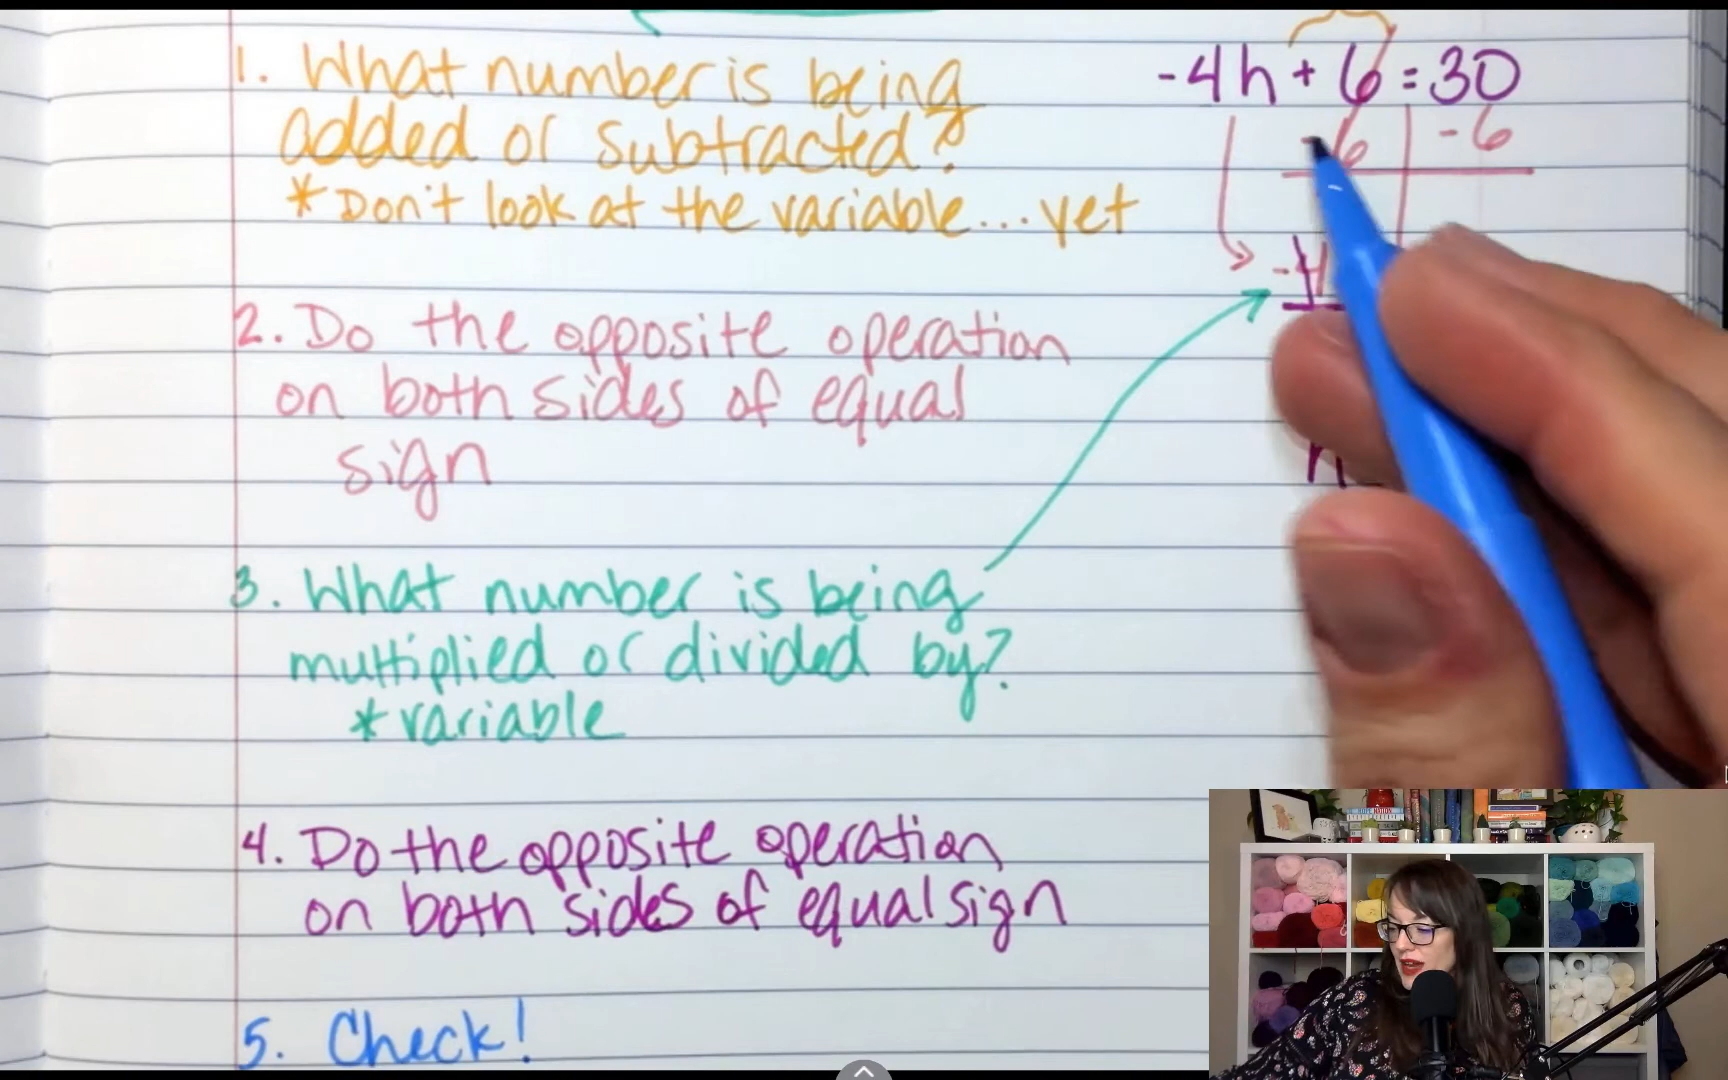 1. What number is being
added or subtracted?
*Don't look at the variable...yet
2. Do the opposite operation
on both sides of equal
sign
3. What number is being
multiplied or divided by?
*variable
4. Do the opposite operation
on both sides of equal sign
5. Check!
-4h + 6 = 30
-6 -6
-4
h